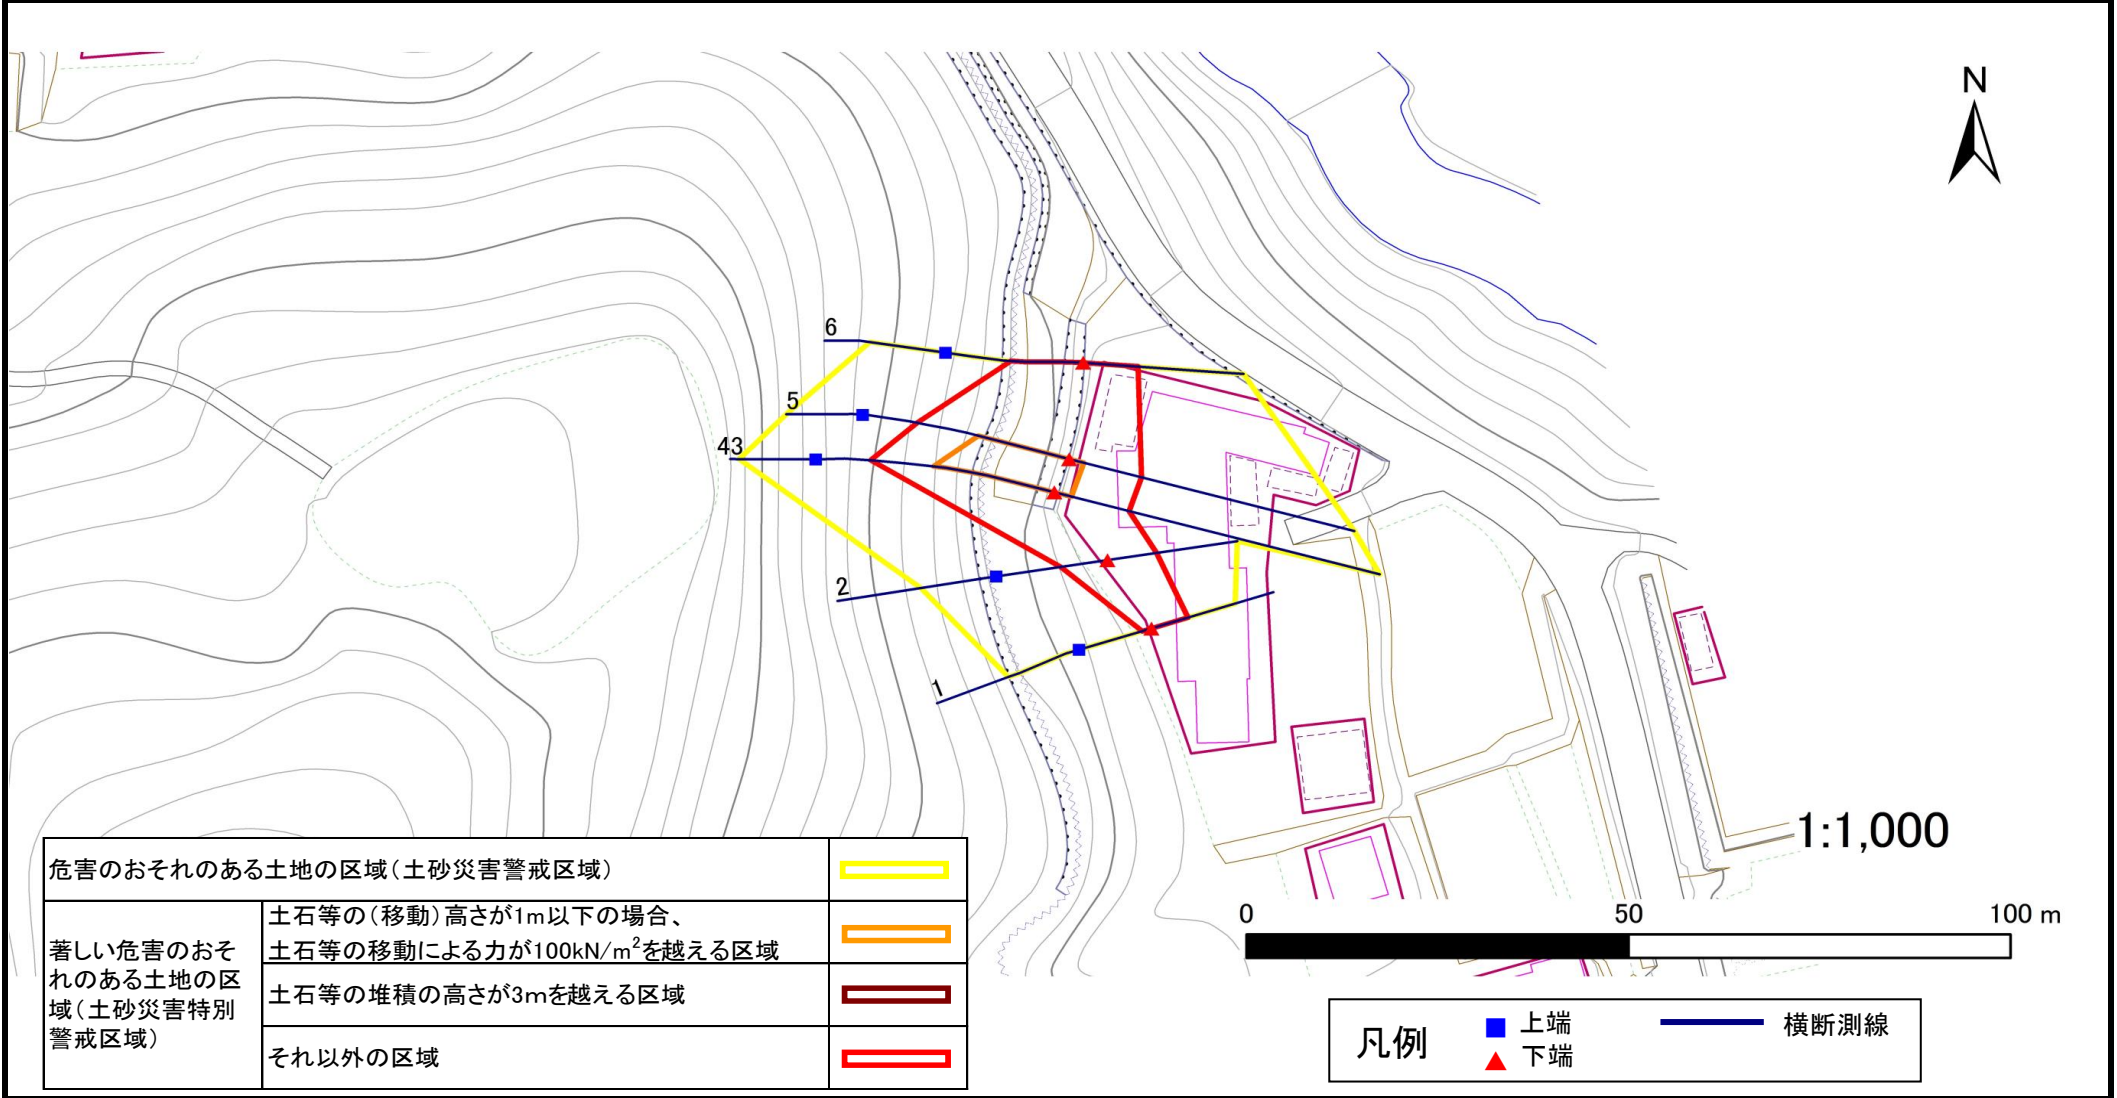 N
6
5
43
2
1
1:1,000
0 50 100 m
危害のおそれのある土地の区域(土砂災害警戒区域)
著しい危害のおそ
れのある土地の区
域(土砂災害特別
警戒区域)
土石等の(移動)高さが1m以下の場合、
土石等の移動による力が100kN/m²を越える区域
土石等の堆積の高さが3mを越える区域
それ以外の区域
凡例
上端
下端
横断測線